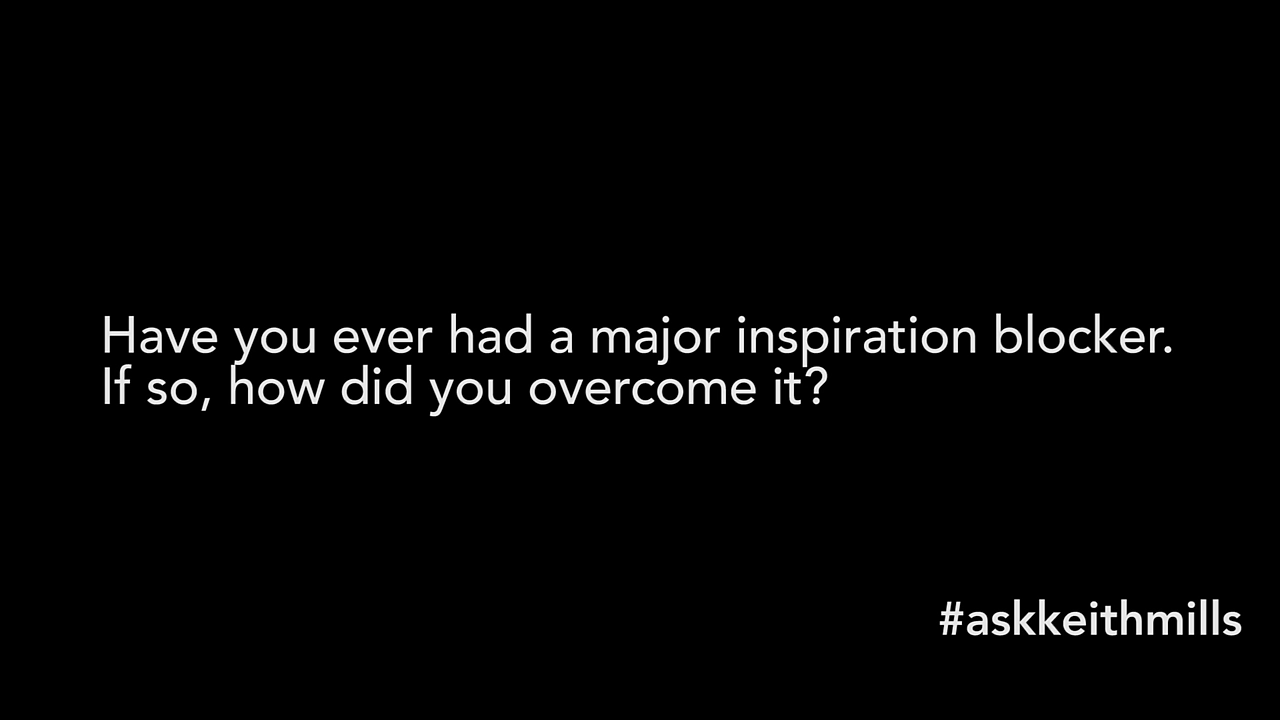 Have you ever had a major inspiration blocker.
If so, how did you overcome it?
#askkeithmills